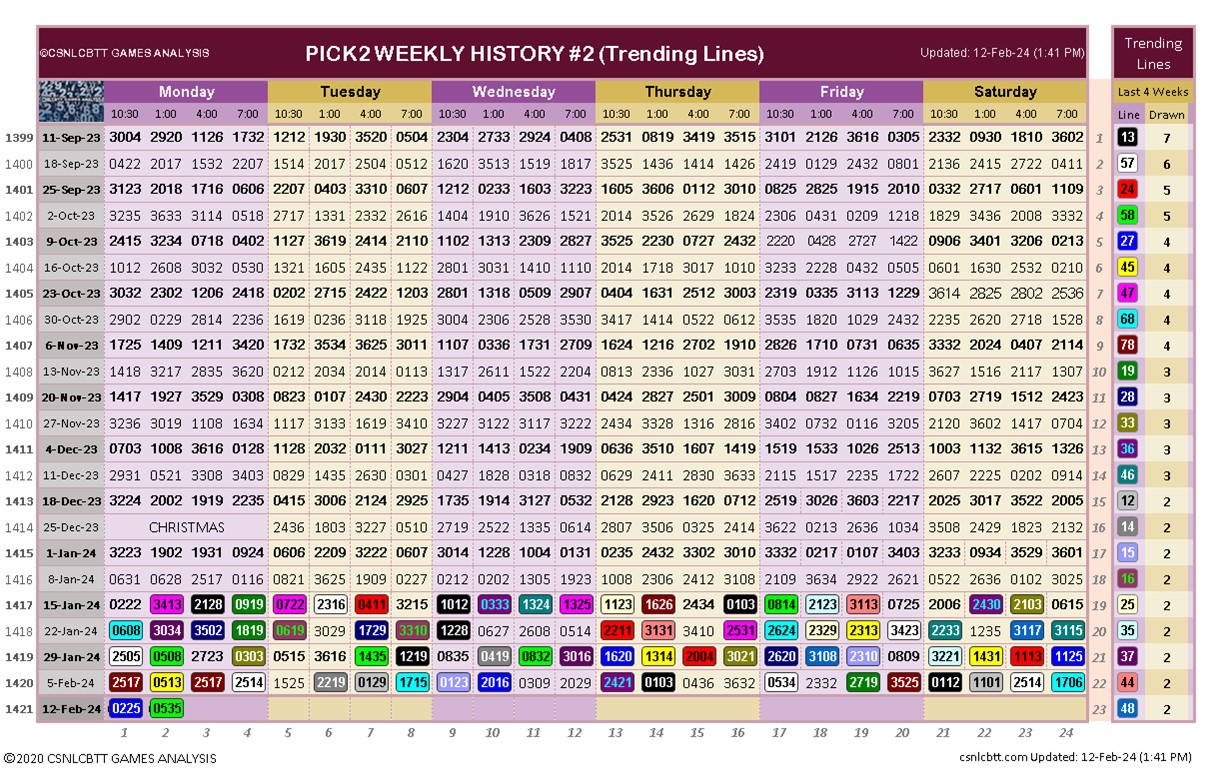 ©CSNLCBTT GAMES ANALYSIS PICK2 WEEKLY HISTORY #2 (Trending Lines) Updated: 12-Feb-24 (1:41 PM) Trending Lines
Monday Tuesday Wednesday Thursday Friday Saturday Last 4 Weeks
10:30 1:00 4:00 7:00 10:30 1:00 4:00 7:00 10:30 1:00 4:00 7:00 10:30 1:00 4:00 7:00 10:30 1:00 4:00 7:00 10:30 1:00 4:00 7:00 Line Drawn
1399 11-Sep-23 3004 2920 1126 1732 1212 1930 3520 0504 2304 2733 2924 0408 2531 0819 3419 3515 3101 2126 3616 0305 2332 0930 1810 3602 1 13 7
1400 18-Sep-23 0422 2017 1532 2207 1514 2017 2504 0512 1620 3513 1519 1817 3525 1436 1414 1426 2419 0129 2432 0801 2136 2415 2722 0411 2 57 6
1401 25-Sep-23 3123 2018 1716 0606 2207 0403 3310 0607 1212 0233 1603 3223 1605 3606 0112 3010 0825 2825 1915 2010 0332 2717 0601 1109 3 24 5
1402 2-Oct-23 3235 3633 3114 0518 2717 1331 2332 2616 1404 1910 3626 1521 2014 3526 2629 1824 2306 0431 0209 1218 1829 3436 2008 3332 4 58 5
1403 9-Oct-23 2415 3234 0718 0402 1127 3619 2414 2110 1102 1313 2309 2827 3525 2230 0727 2432 2220 0428 2727 1422 0906 3401 3206 0213 5 27 4
1404 16-Oct-23 1012 2608 3032 0530 1321 1605 2435 1122 2801 3031 1410 1110 2014 1718 3017 1010 3233 2228 0432 0505 0601 1630 2532 0210 6 45 4
1405 23-Oct-23 3032 2302 1206 2418 0202 2715 2422 1203 2801 1318 0509 2907 0404 1631 2512 3003 2319 0335 3113 1229 3614 2825 2802 2536 7 47 4
1406 30-Oct-23 2902 0229 2814 2236 1619 0236 3118 1925 3004 2306 2528 3530 3417 1414 0522 0612 3535 1820 1029 2432 2235 2620 2718 1528 8 68 4
1407 6-Nov-23 1725 1409 1211 3420 1732 3534 3625 3011 1107 0336 1731 2709 1624 1216 2702 1910 2826 1710 0731 0635 3332 2024 0407 2114 9 78 4
1408 13-Nov-23 1418 3217 2835 3620 0212 2034 2014 0113 1317 2611 1522 2204 0813 2336 1027 3031 2703 1912 1126 1015 3627 1516 2117 1307 10 19 3
1409 20-Nov-23 1417 1927 3529 0308 0823 0107 2430 2223 2904 0405 3508 0431 0424 2827 2501 3009 0804 0827 1634 2219 0703 2719 1512 2423 11 28 3
1410 27-Nov-23 3236 3019 1108 1634 1117 3133 1619 3410 3227 3122 3117 3222 2434 3328 1316 2816 3402 0732 0116 3205 2120 3602 1417 0704 12 33 3
1411 4-Dec-23 0703 1008 3616 0128 1128 2032 0111 3027 1211 1413 0234 1909 0636 3510 1607 1419 1519 1533 1026 2513 1003 1132 3615 1326 13 36 3
1412 11-Dec-23 2931 0521 3308 3403 0829 1435 2630 0301 0427 1828 0318 0832 0629 2411 2830 3633 2115 1517 2235 1722 2607 2225 0202 0914 14 46 3
1413 18-Dec-23 3224 2002 1919 2235 0415 3006 2124 2925 1735 1914 3127 0532 2128 2923 1620 0712 2519 3026 3603 2217 2025 3017 3522 2005 15 12 2
1414 25-Dec-23 CHRISTMAS 2436 1803 3227 0510 2719 2522 1335 0614 2807 3506 0325 2414 3622 0213 2636 1034 3508 2429 1823 2132 16 14 2
1415 1-Jan-24 3223 1902 1931 0924 0606 2209 3222 0607 3014 1228 1004 0131 0235 2432 3302 3010 3332 0217 0107 3403 3233 0934 3529 3601 17 15 2
1416 8-Jan-24 0631 0628 2517 0116 0821 3625 1909 0227 0212 0202 1305 1923 1008 2306 2412 3108 2109 3634 2922 2621 0522 2636 0102 3025 18 16 2
1417 15-Jan-24 0222 3413 2128 0919 0722 2316 0411 3215 1012 0333 1324 1325 1123 1626 2434 0103 0814 2123 3113 0725 2006 2430 2103 0615 19 25 2
1418 22-Jan-24 0608 3034 3502 1819 0619 3029 1729 3310 1228 0627 2608 0514 2211 3131 3410 2531 2624 2329 2313 3423 2233 1235 3117 3115 20 35 2
1419 29-Jan-24 2505 0508 2723 0303 0515 3616 1435 1219 0835 0419 0832 3016 1620 1314 2004 3021 2620 3108 2310 0809 3221 1431 1113 1125 21 37 2
1420 5-Feb-24 2517 0513 2517 2514 1525 2219 0129 1715 0123 2016 0309 2029 2421 0103 0436 3632 0534 2332 2719 3525 0112 1101 2514 1706 22 44 2
1421 12-Feb-24 0225 0535 23 48 2
1 2 3 4 5 6 7 8 9 10 11 12 13 14 15 16 17 18 19 20 21 22 23 24
©2020 CSNLCBTT GAMES ANALYSIS csnlcbtt.com Updated: 12-Feb-24 (1:41 PM)